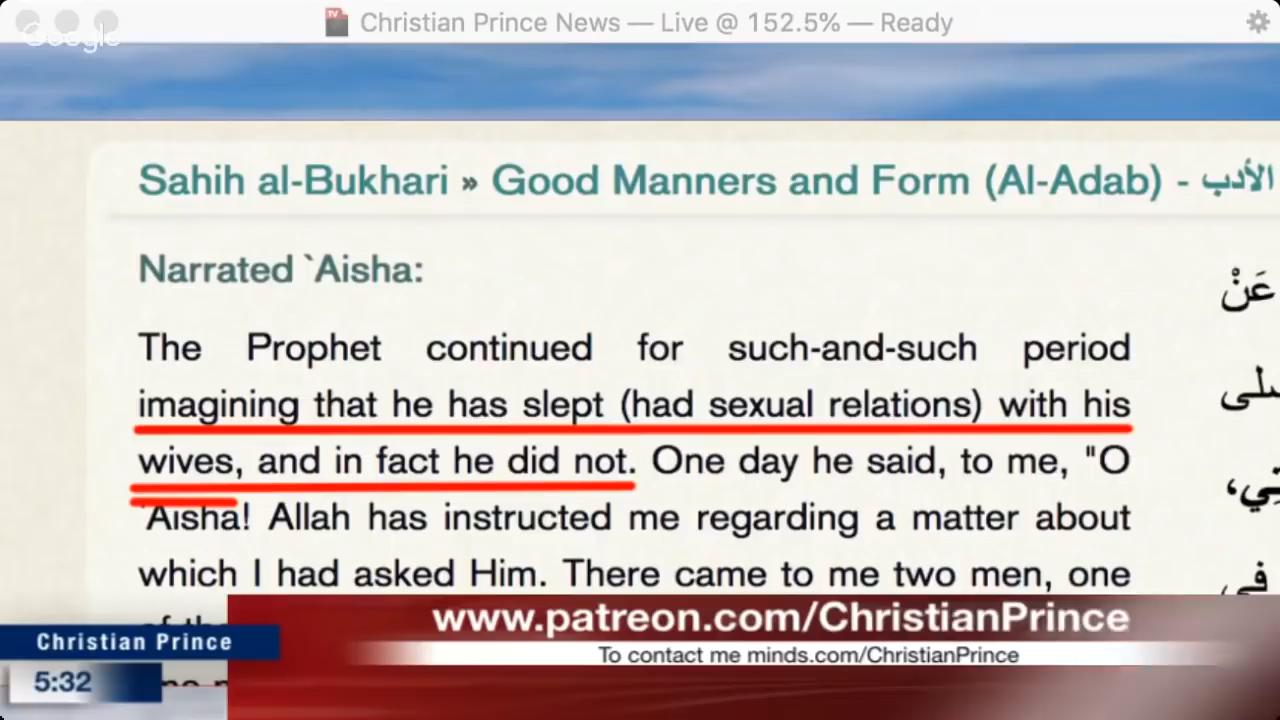 Christian Prince News — Live @ 152.5% — Ready
Google
Sahih al-Bukhari » Good Manners and Form (Al-Adab) - الأدب
Narrated `Aisha:
عَنْ
The Prophet continued for such-and-such period
imagining that he has slept (had sexual relations) with his
wives, and in fact he did not. One day he said, to me, "O
`Aisha! Allah has instructed me regarding a matter about
which I had asked Him. There came to me two men, one
في
of the
www.patreon.com/ChristianPrince
Christian Prince
To contact me minds.com/ChristianPrince
5:32